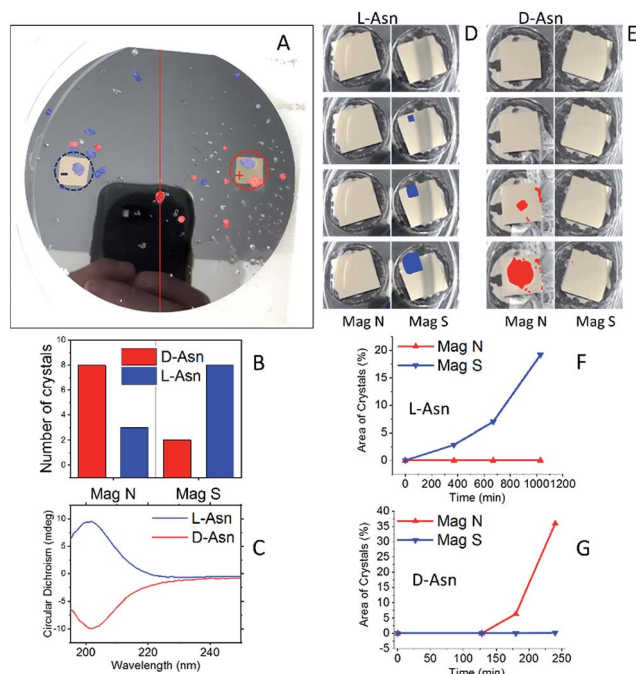 A
-
+
L-Asn
D
D-Asn
E
Mag N
Mag S
Mag N
Mag S
B
Number of crystals
8
6
4
2
0
D-Asn
L-Asn
Mag N
Mag S
C
Circular Dichroism (mdeg)
10
5
0
-5
-10
L-Asn
D-Asn
200
220
240
Wavelength (nm)
F
Area of Crystals (%)
20
15
10
5
0
Mag N
Mag S
L-Asn
0 200 400 600 800 1000 1200
Time (min)
G
Area of Crystals (%)
40
35
30
25
20
15
10
5
0
-5
Mag N
Mag S
D-Asn
0 50 100 150 200 250
Time (min)